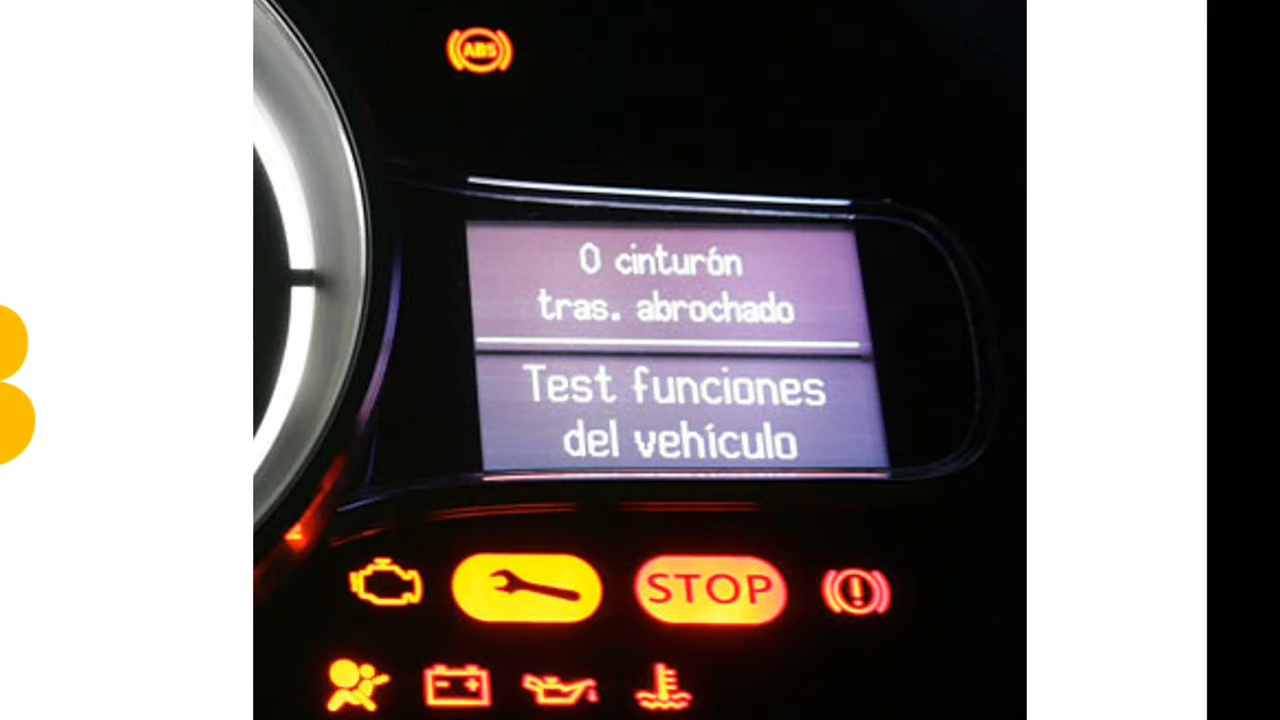 ABS
0 cinturón
tras. abrochado
Test funciones
del vehículo
STOP